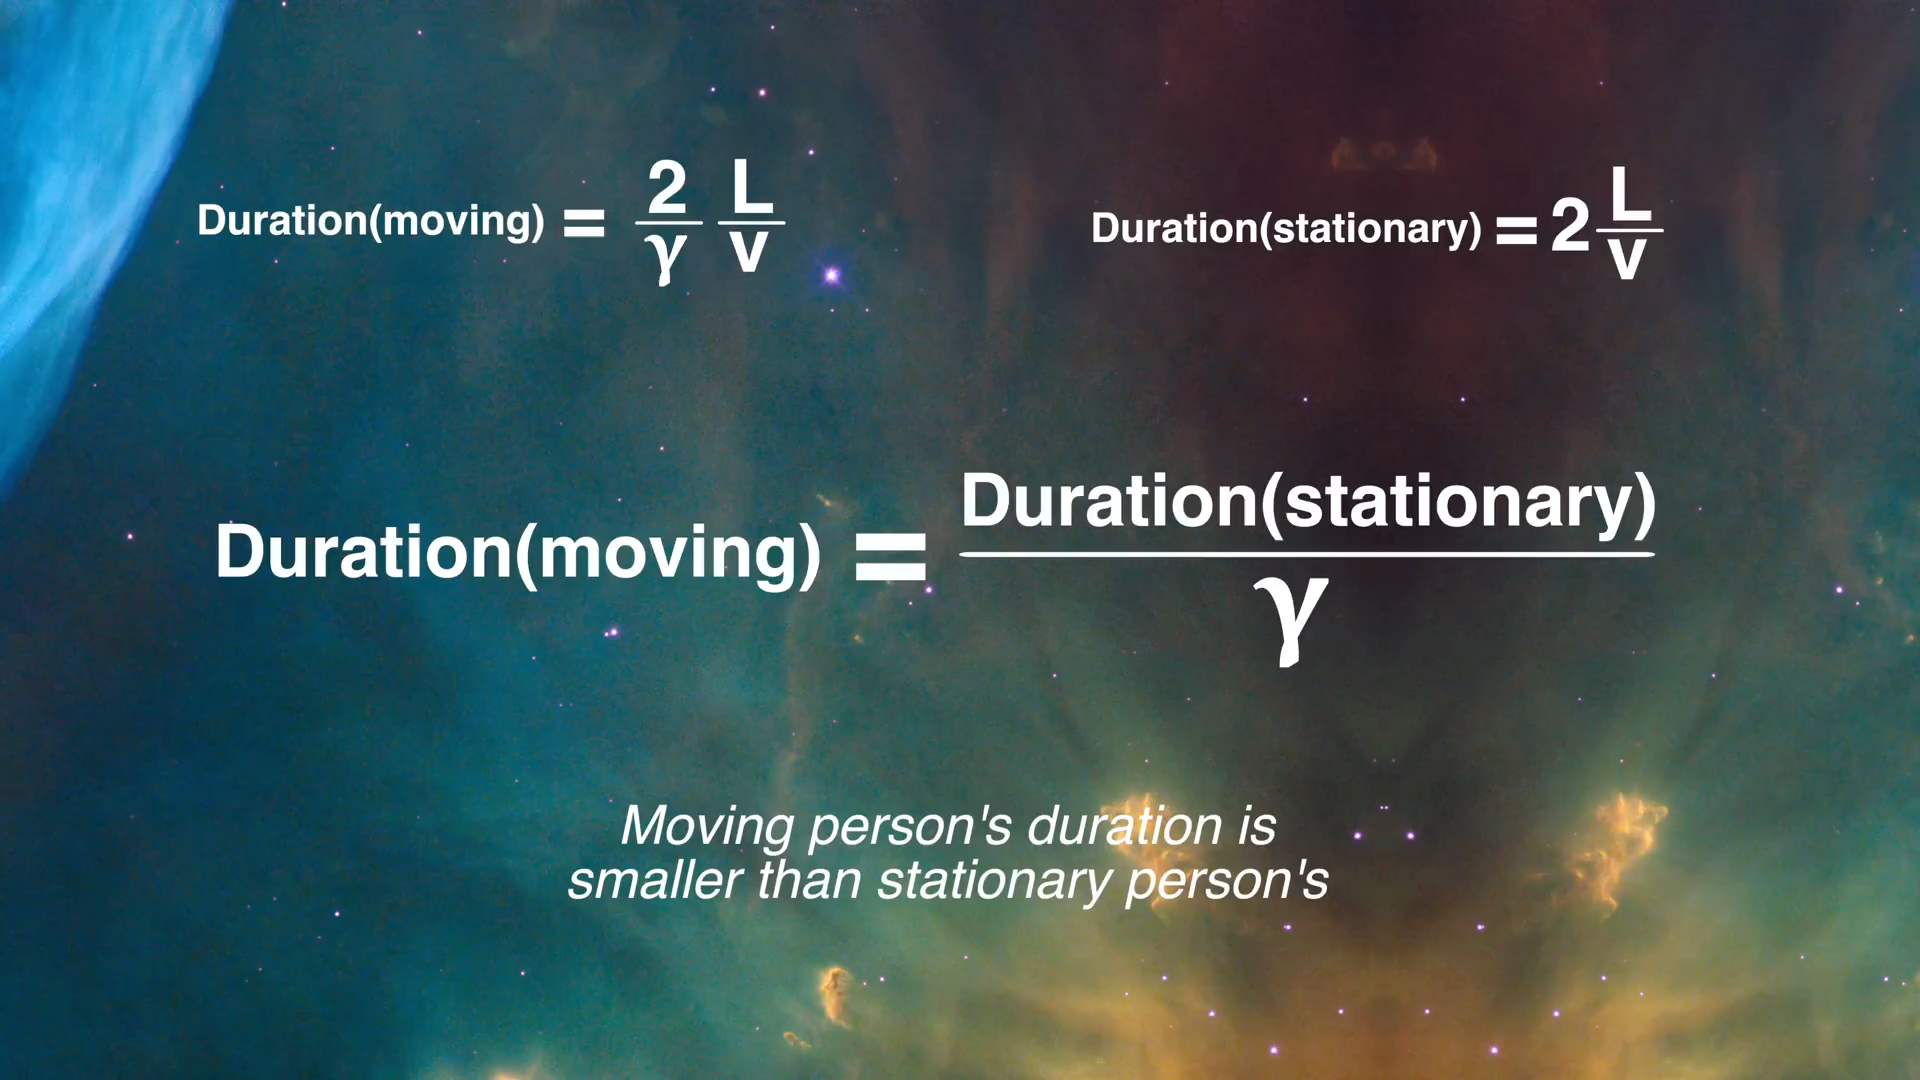 Duration(moving) = 2/γ L/v
Duration(stationary) = 2 L/v
Duration(moving) = Duration(stationary)/γ
Moving person's duration is
smaller than stationary person's